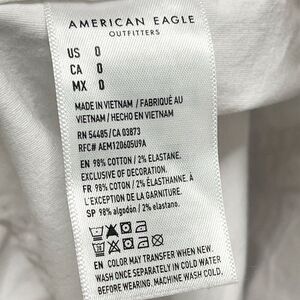 AMERICAN EAGLE
OUTFITTERS
US 0
CA 0
MX 0
MADE IN VIETNAM / FABRIQUÉ AU
VIETNAM / HECHO EN VIETNAM
RN 54485 / CA 03873
RFC# AEM120605U9A
EN 98% COTTON / 2% ELASTANE.
EXCLUSIVE OF DECORATION.
FR 98% COTON / 2% ÉLASTHANNE. À
L'EXCEPTION DE LA GARNITURE.
SP 98% algodón / 2% elastano.
EN COLOR MAY TRANSFER WHEN NEW.
WASH ONCE SEPARATELY IN COLD WATER
BEFORE WEARING. MACHINE WASH COLD,